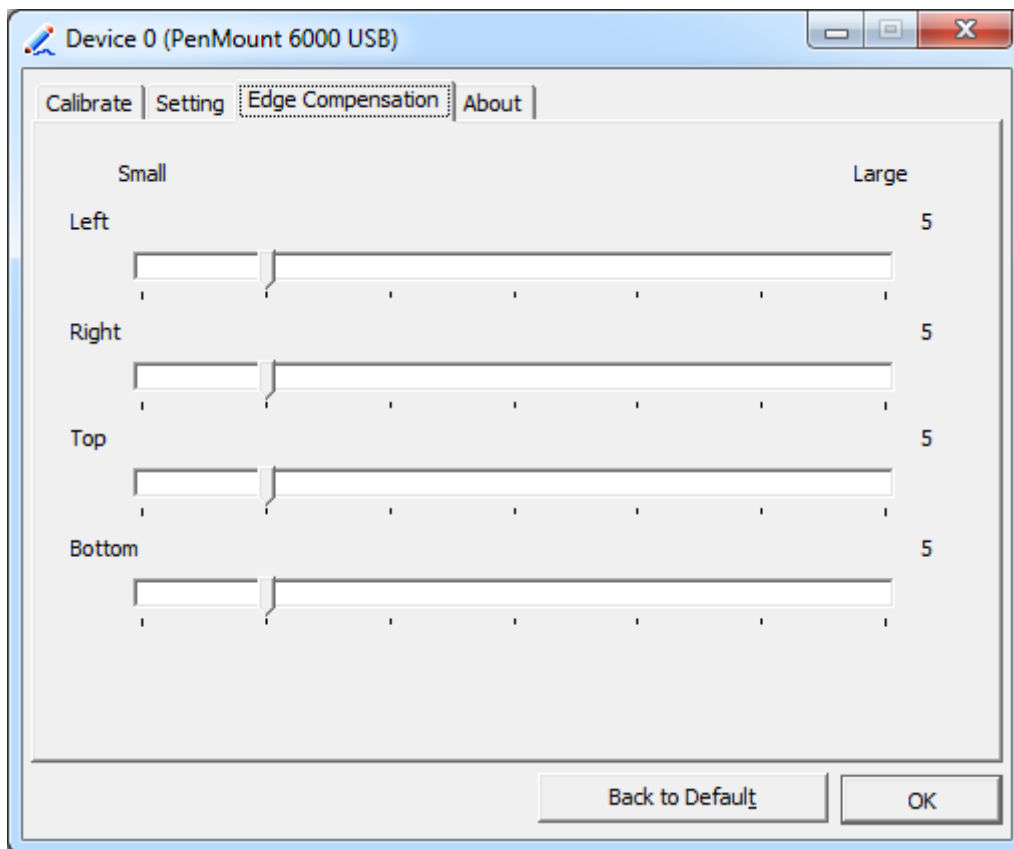 Device 0 (PenMount 6000 USB)
Calibrate Setting Edge Compensation About
Small Large
Left 5
Right 5
Top 5
Bottom 5
Back to Default OK